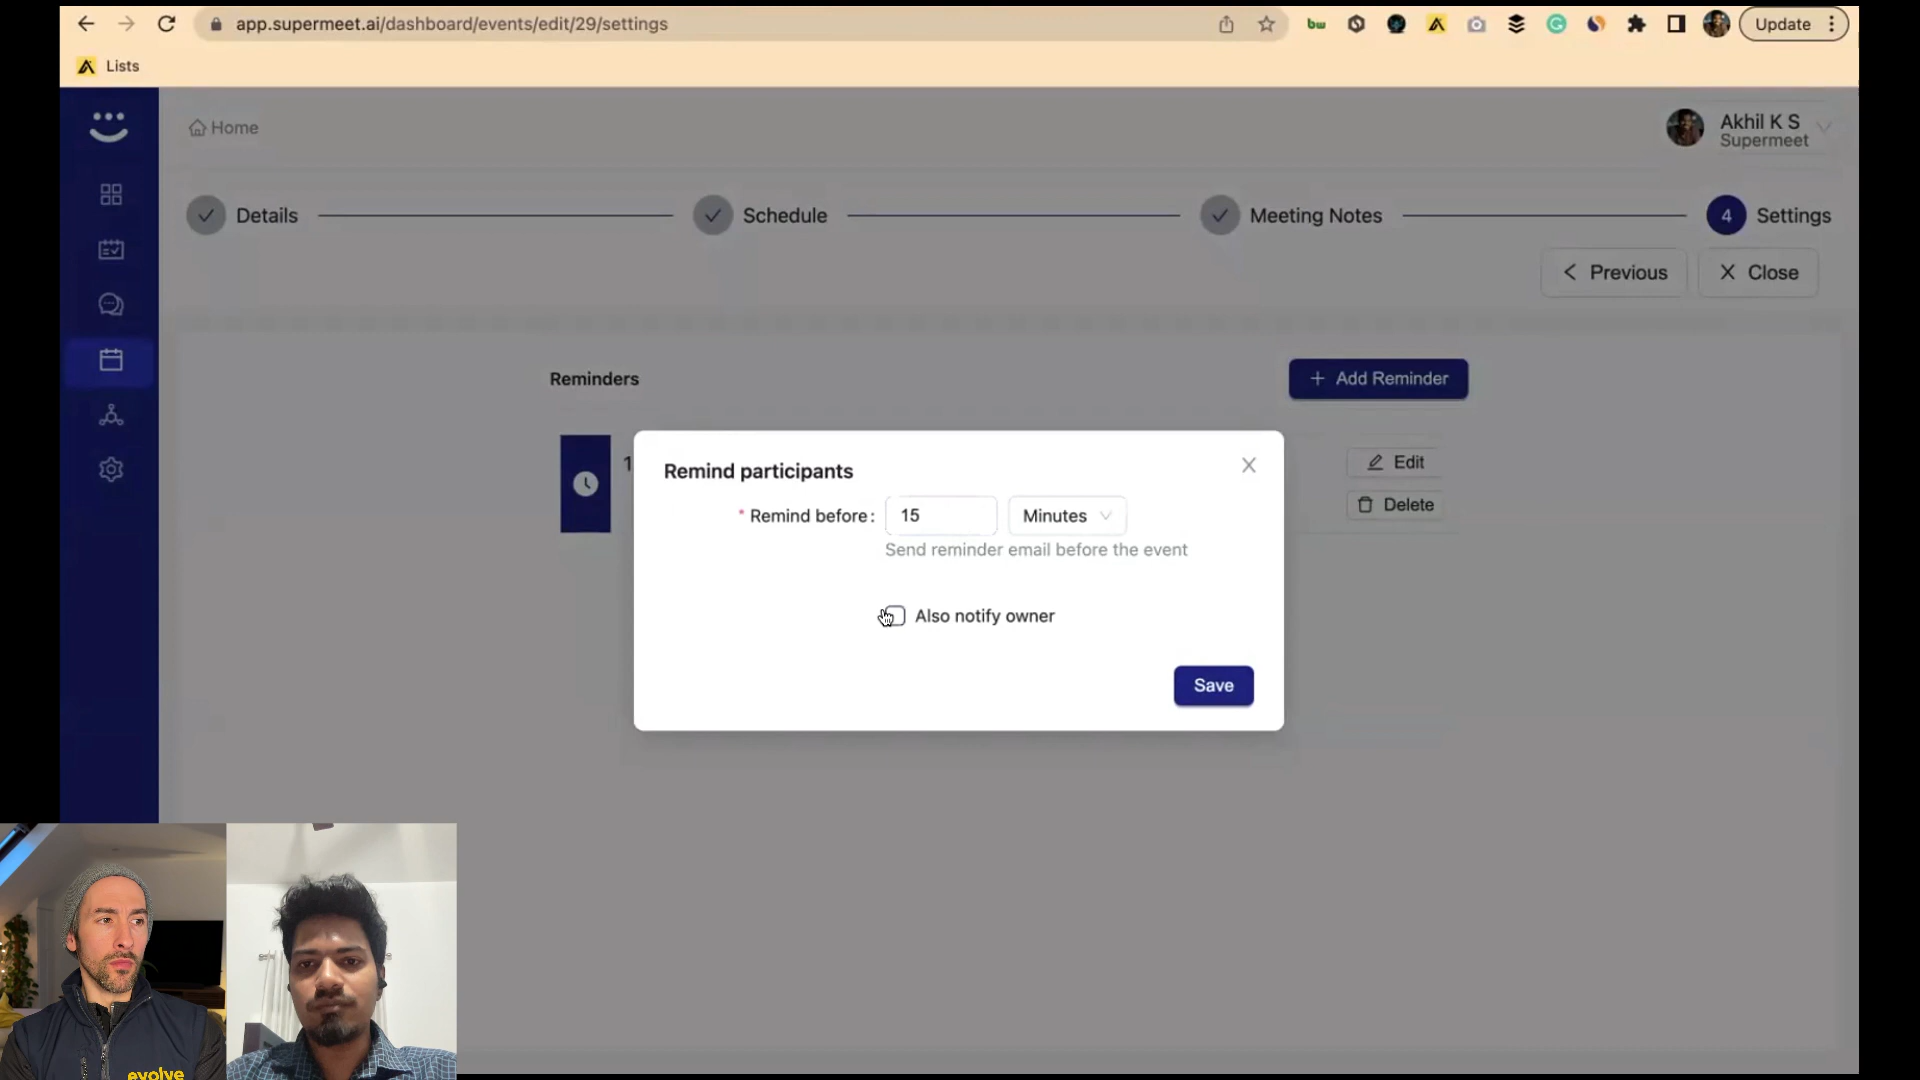 app.supermeet.ai/dashboard/events/edit/29/settings
bw
Update
Lists
Home
Akhil K S
Supermeet
Details
Schedule
Meeting Notes
4
Settings
Previous
Close
Reminders
Add Reminder
1
Edit
Delete
Remind participants
* Remind before:
15
Minutes
Send reminder email before the event
Also notify owner
Save
evolve